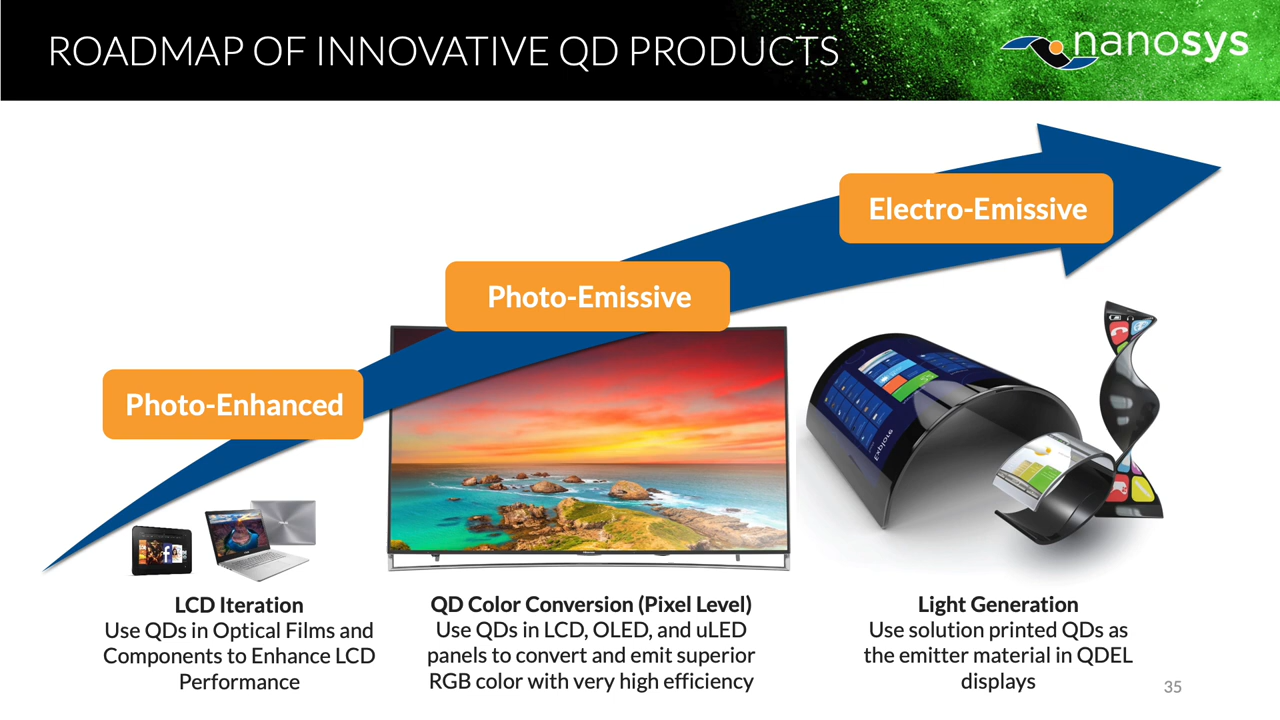 ROADMAP OF INNOVATIVE QD PRODUCTS
nanosys
Electro-Emissive
Photo-Emissive
Photo-Enhanced
LCD Iteration
Use QDs in Optical Films and
Components to Enhance LCD
Performance
QD Color Conversion (Pixel Level)
Use QDs in LCD, OLED, and uLED
panels to convert and emit superior
RGB color with very high efficiency
Light Generation
Use solution printed QDs as
the emitter material in QDEL
displays
35